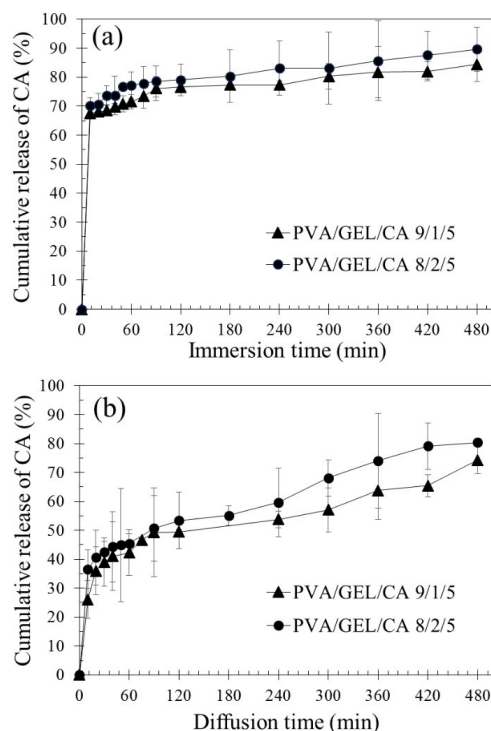 (a)
Cumulative release of CA (%)
100
90
80
70
60
50
40
30
20
10
0
PVA/GEL/CA 9/1/5
PVA/GEL/CA 8/2/5
0 60 120 180 240 300 360 420 480
Immersion time (min)
(b)
Cumulative release of CA (%)
100
90
80
70
60
50
40
30
20
10
0
PVA/GEL/CA 9/1/5
PVA/GEL/CA 8/2/5
0 60 120 180 240 300 360 420 480
Diffusion time (min)